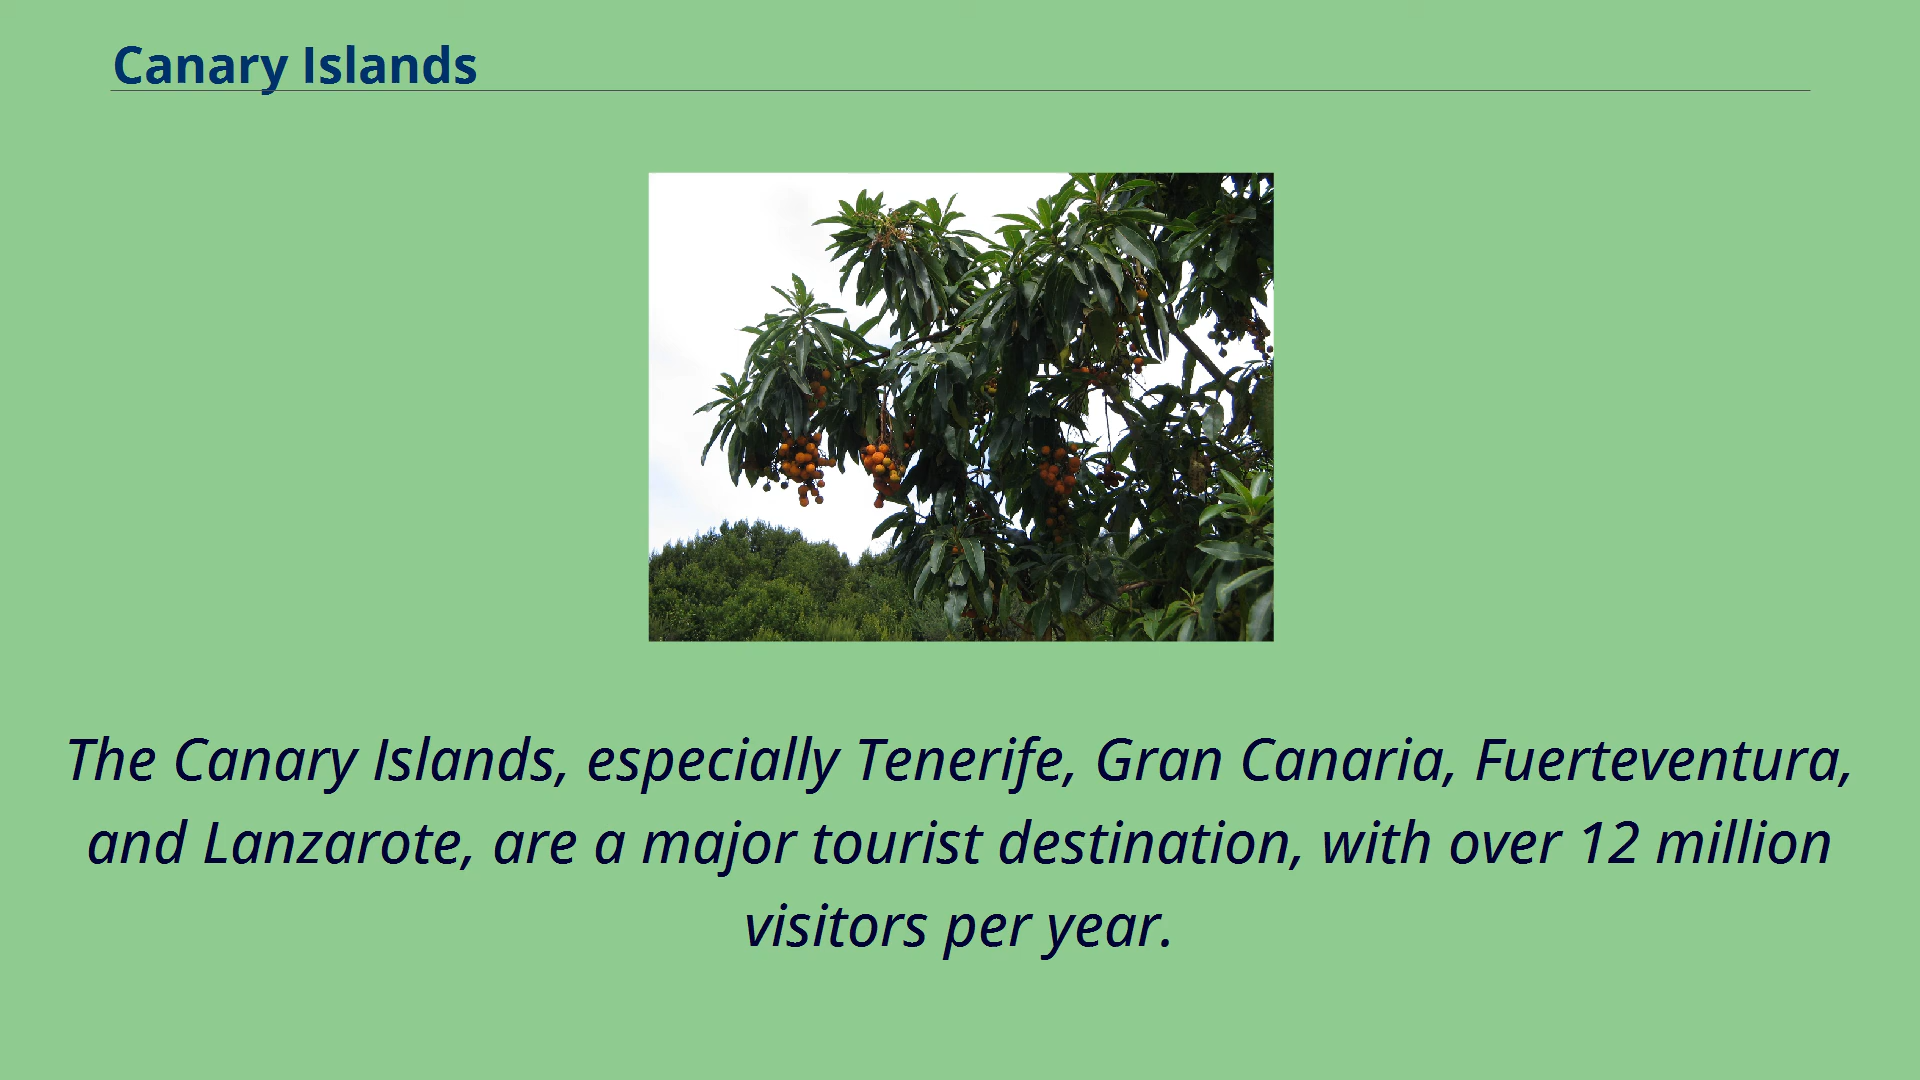 Canary Islands
The Canary Islands, especially Tenerife, Gran Canaria, Fuerteventura,
and Lanzarote, are a major tourist destination, with over 12 million
visitors per year.